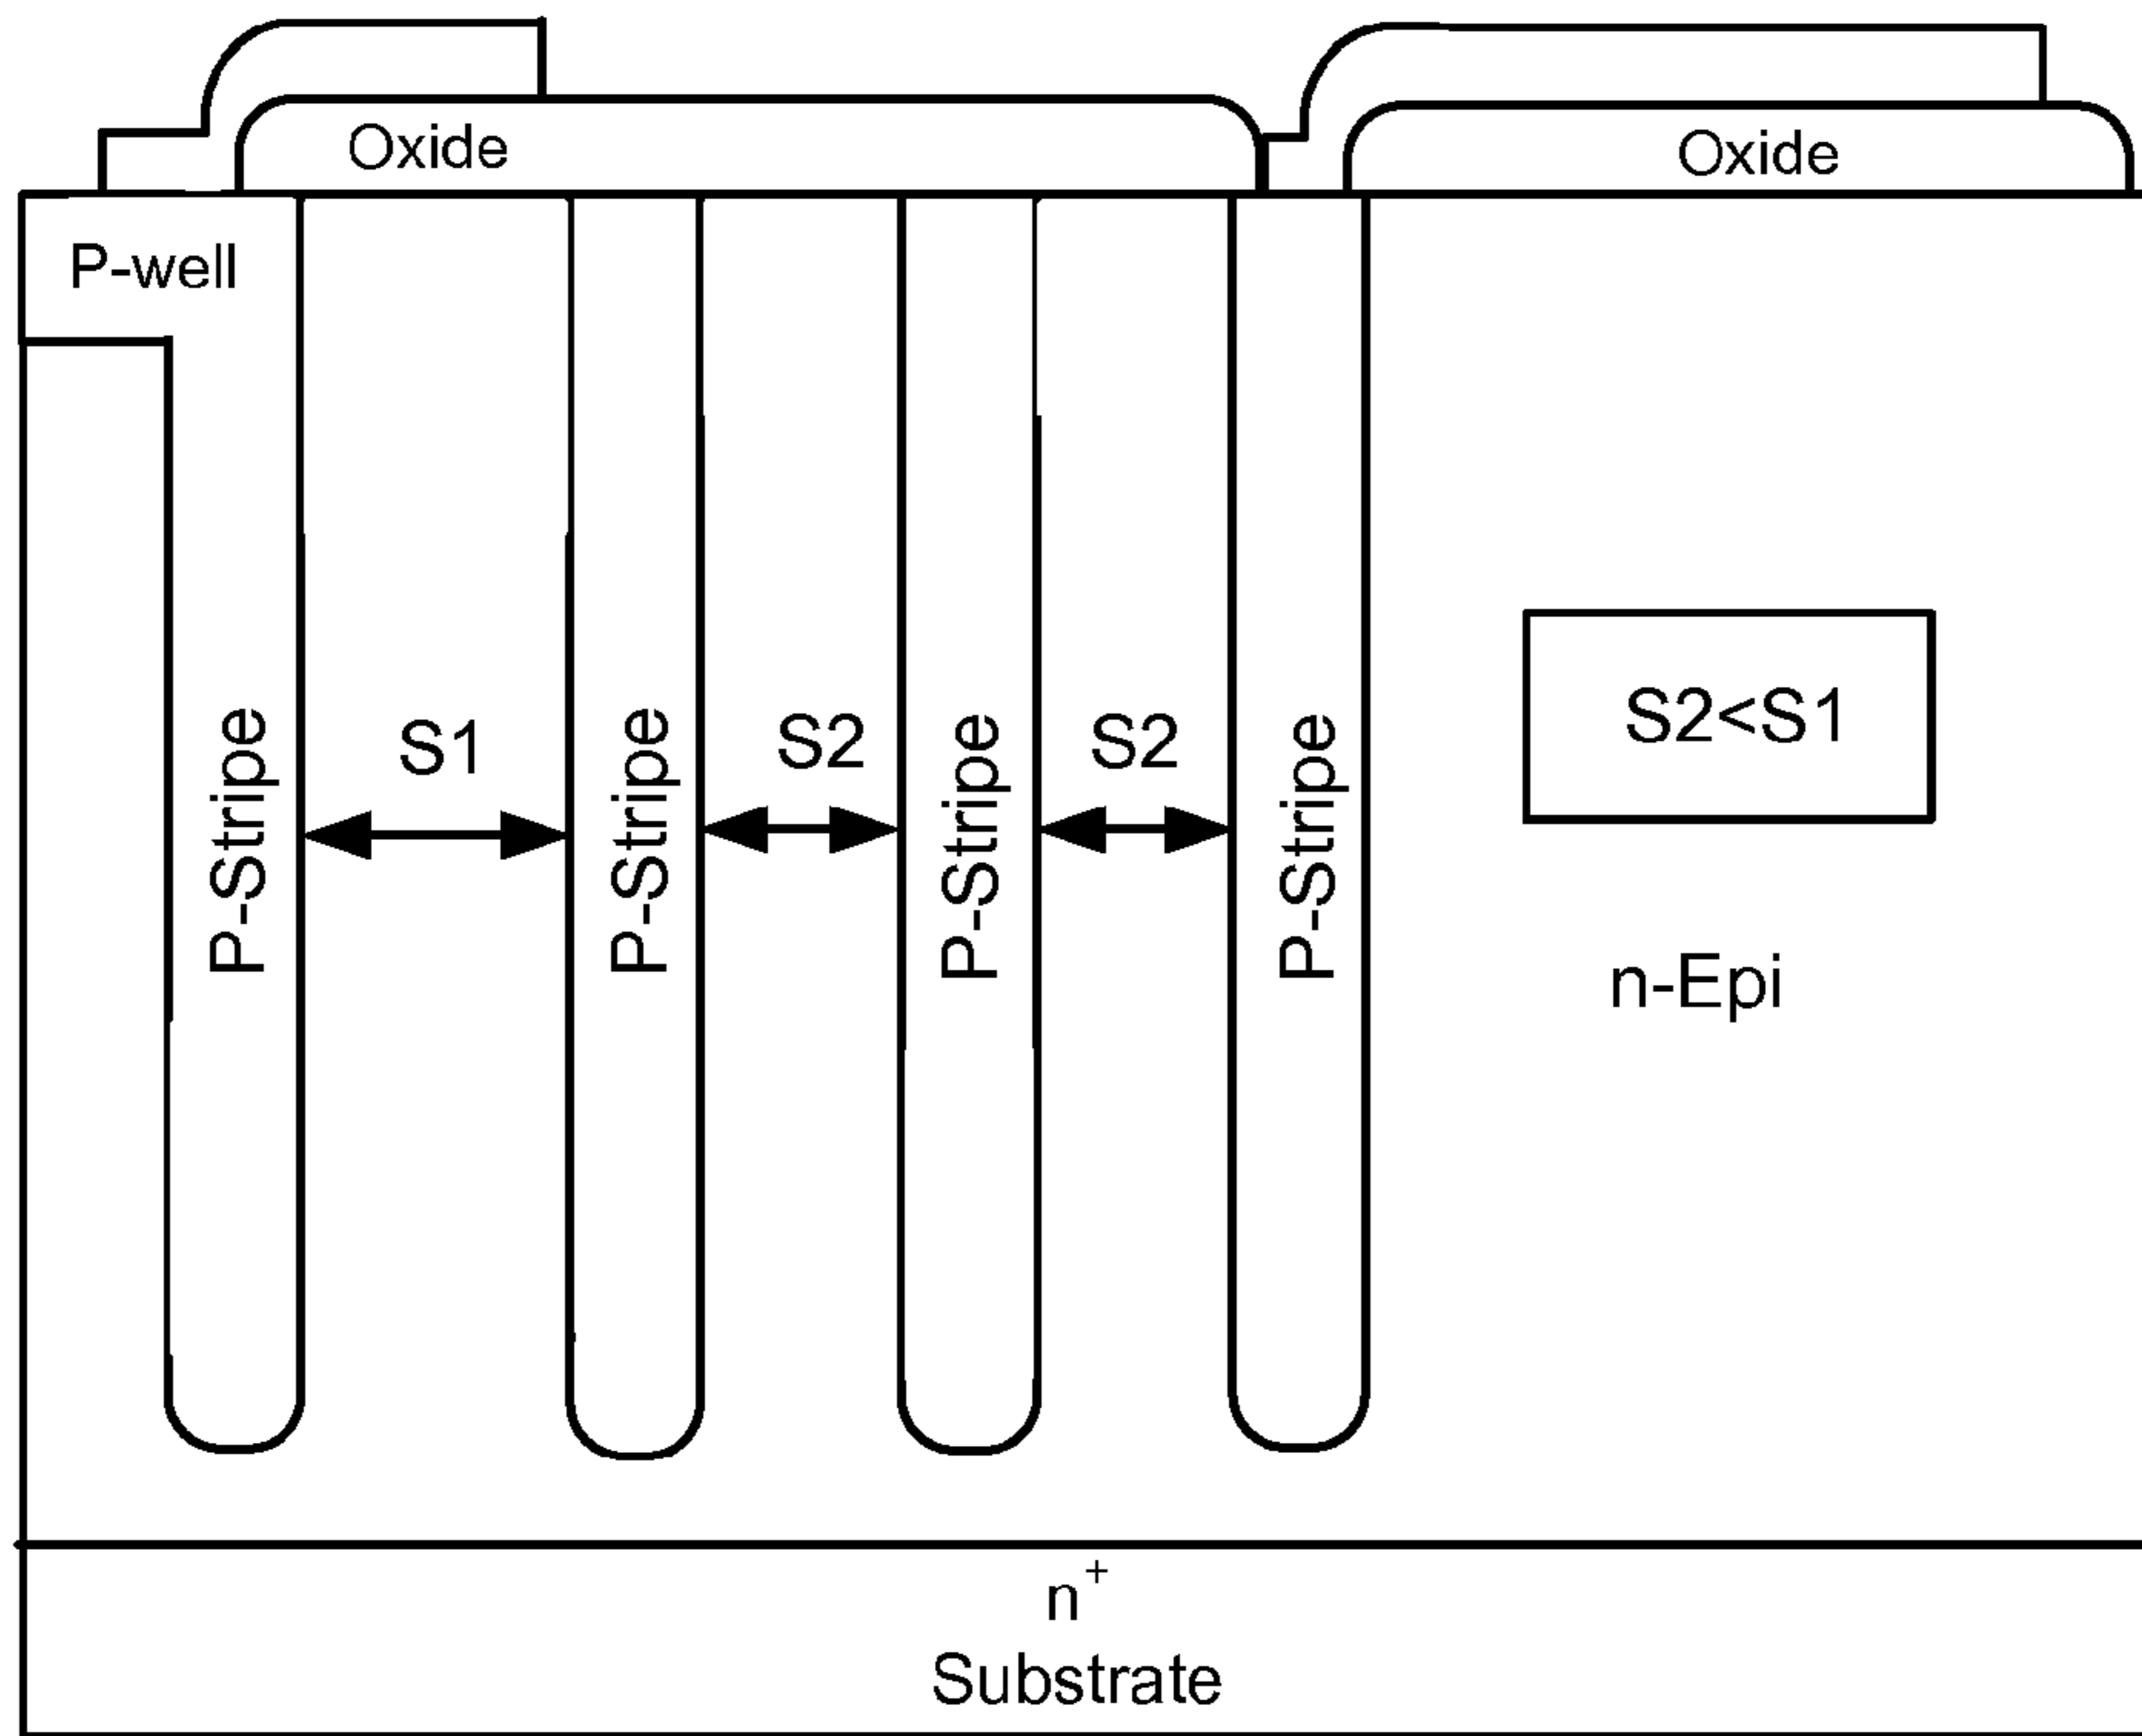 Oxide
Oxide
P-well
P-Stripe
S1
P-Stripe
S2
P-Stripe
S2
P-Stripe
S2<S1
n-Epi
n+
Substrate